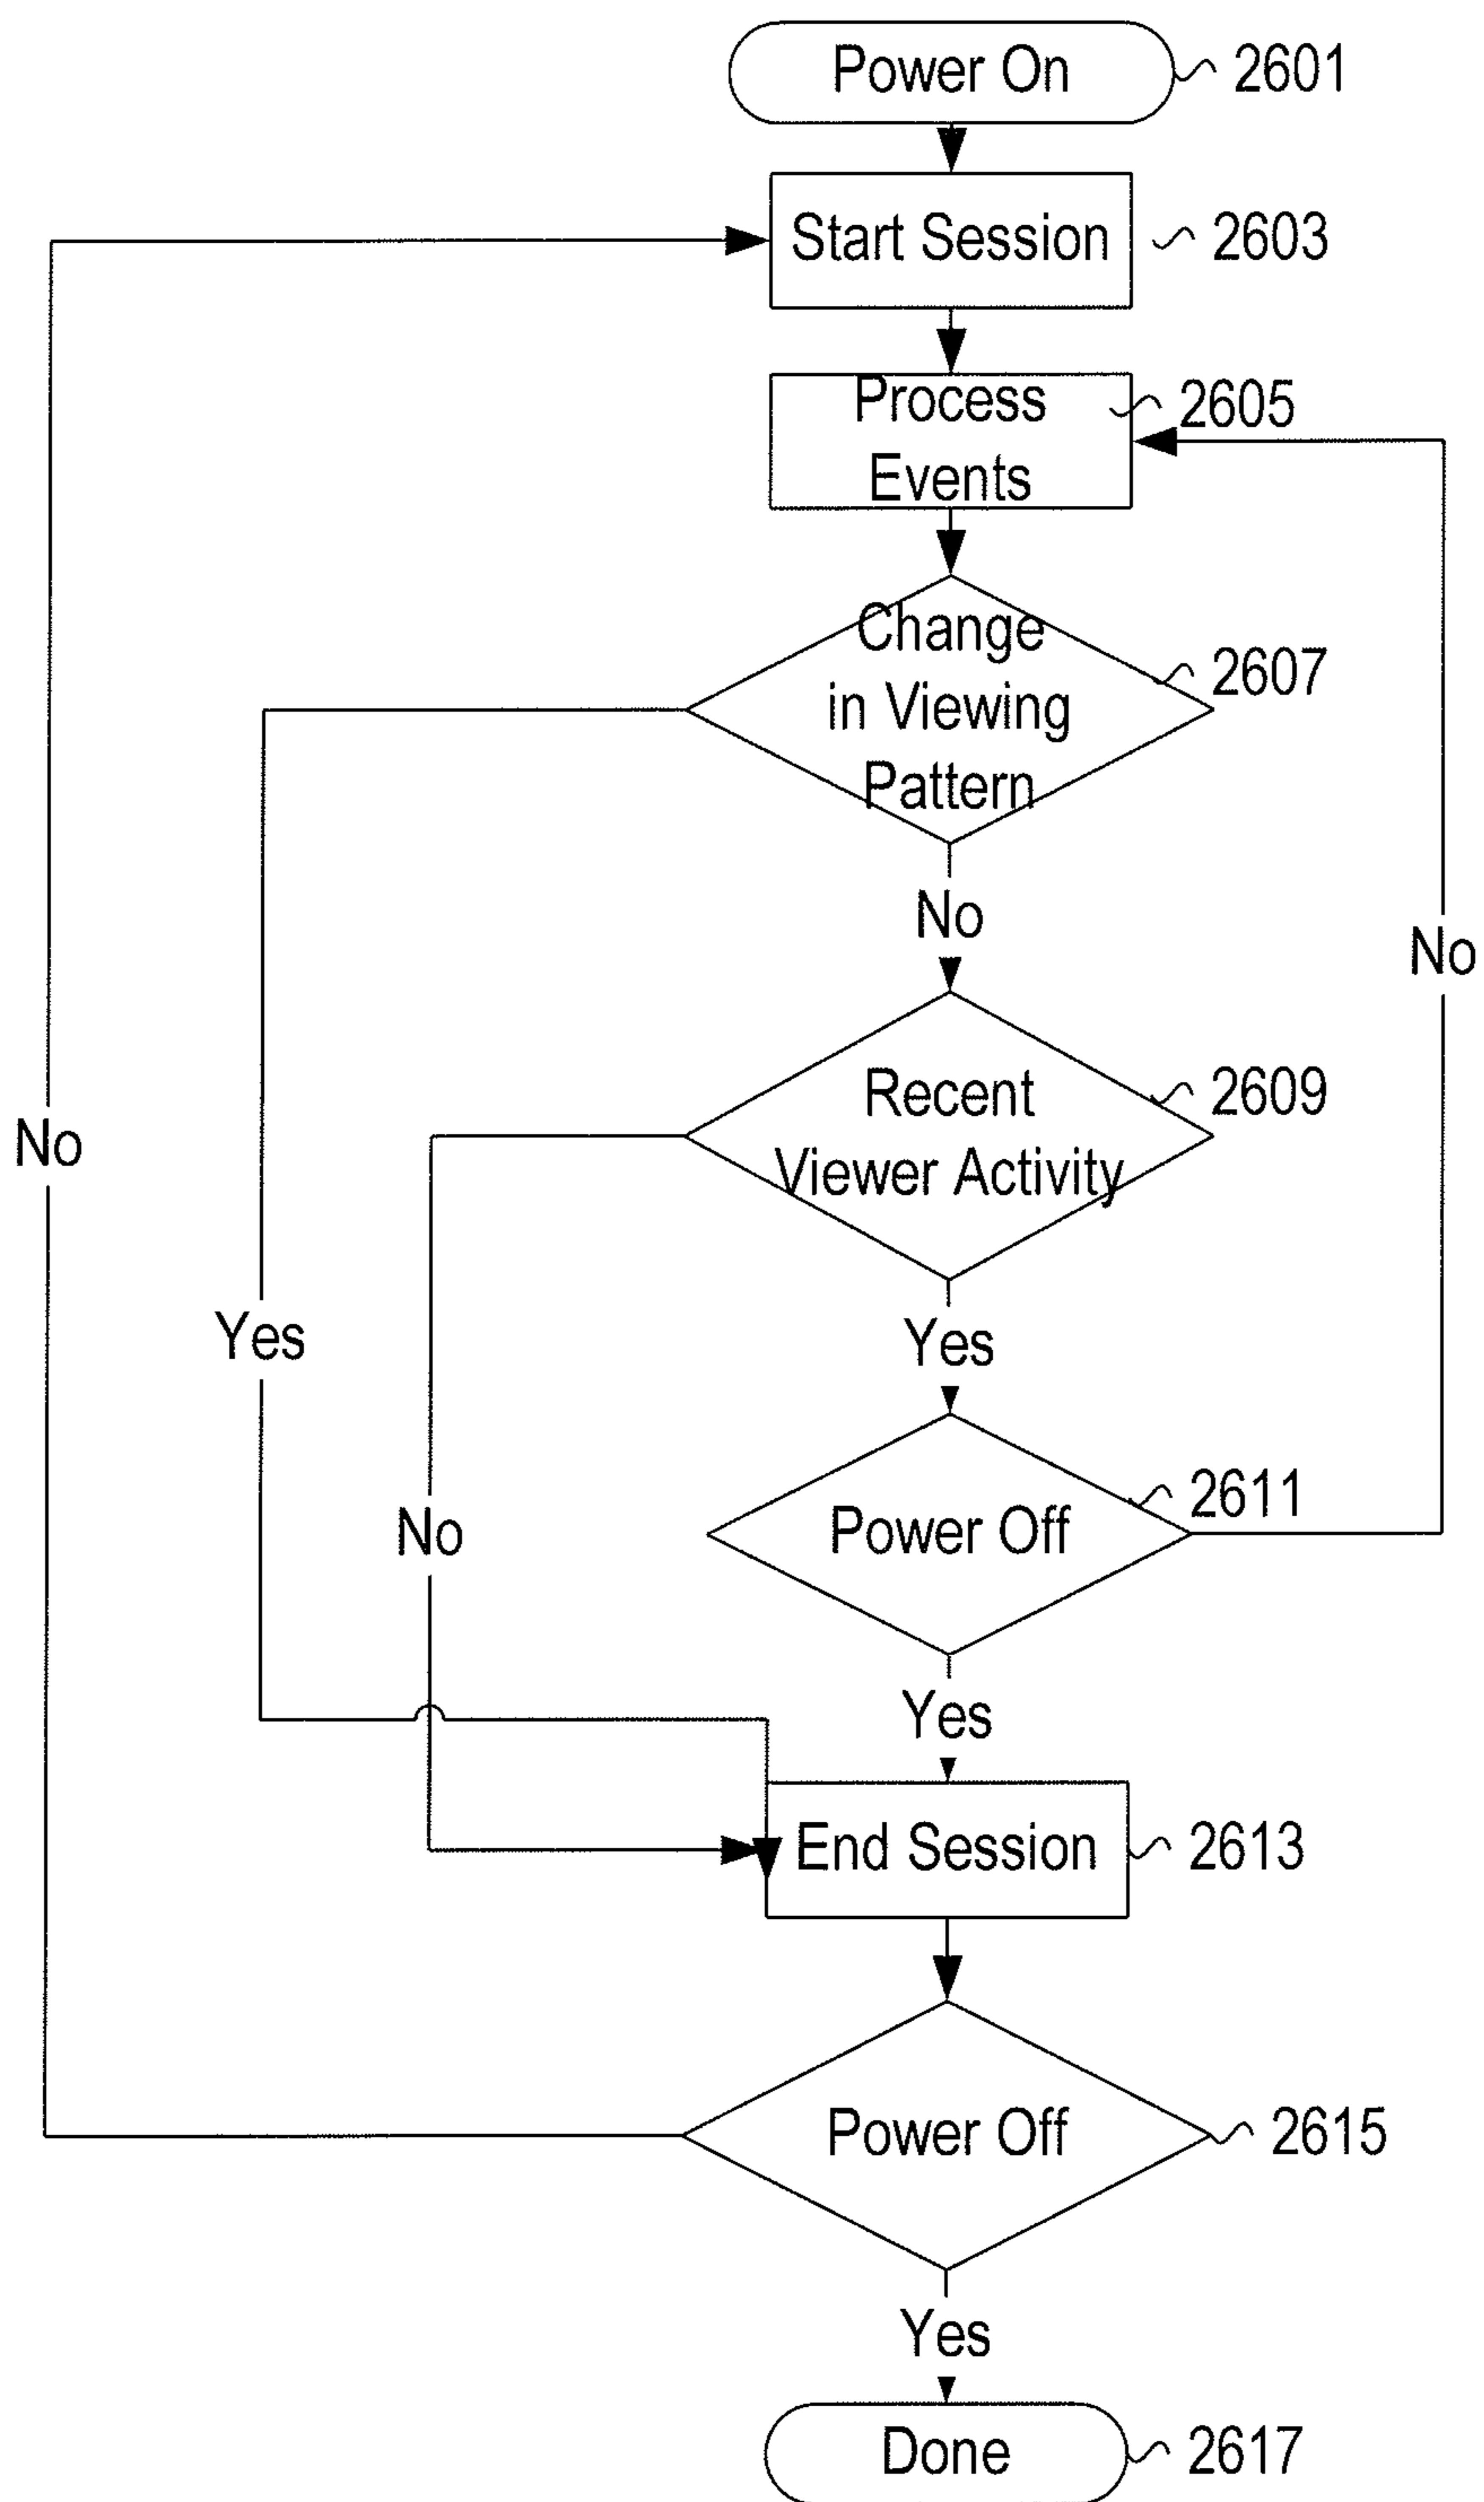 Power On
2601
Start Session
2603
Process
2605
Events
Change
2607
in Viewing
Pattern
No
No
Recent
2609
No
Viewer Activity
Yes
Yes
2611
No
Power Off
Yes
End Session
2613
Power Off
2615
Yes
Done
2617